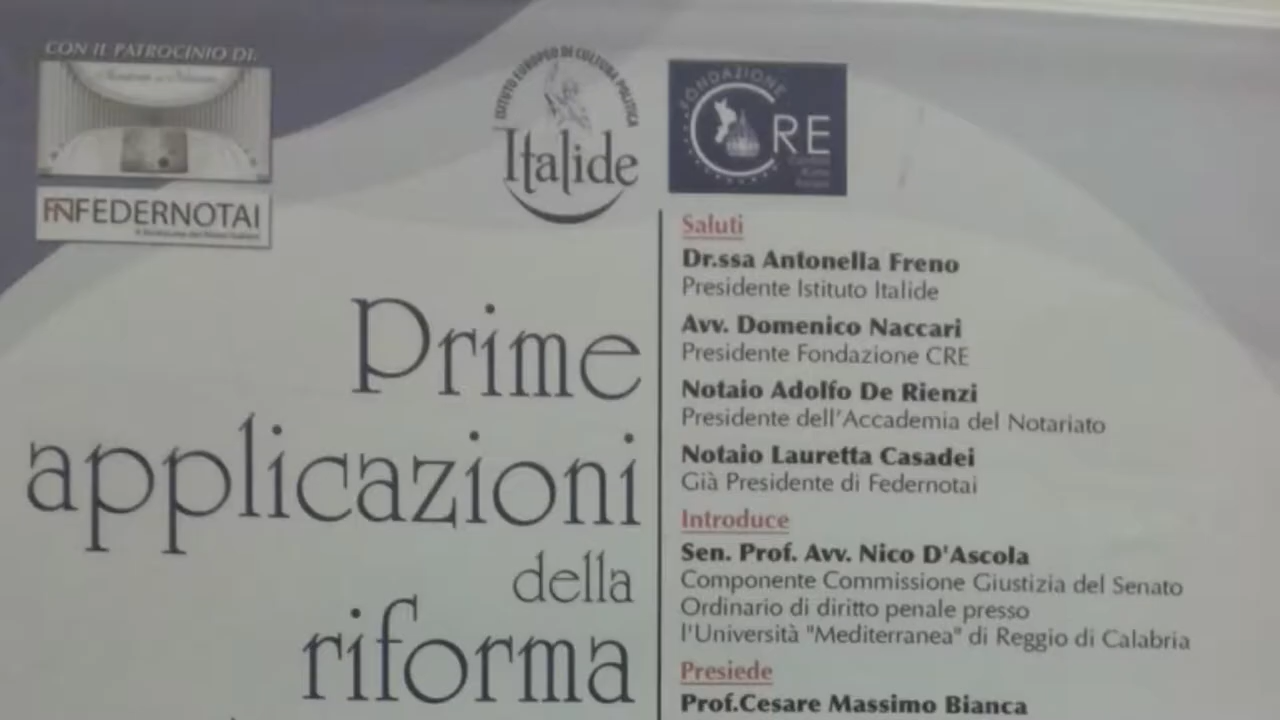 CON IL PATROCINIO DI:
FEDERNOTAI
ISTITUTO EUROPEO DI CULTURA POLITICA
Italide
FONDAZIONE
CRE
Prime
applicazioni
della
riforma
Saluti
Dr.ssa Antonella Freno
Presidente Istituto Italide
Avv. Domenico Naccari
Presidente Fondazione CRE
Notaio Adolfo De Rienzi
Presidente dell'Accademia del Notariato
Notaio Lauretta Casadei
Già Presidente di Federnotai
Introduce
Sen. Prof. Avv. Nico D'Ascola
Componente Commissione Giustizia del Senato
Ordinario di diritto penale presso
l'Università "Mediterranea" di Reggio di Calabria
Presiede
Prof.Cesare Massimo Bianca